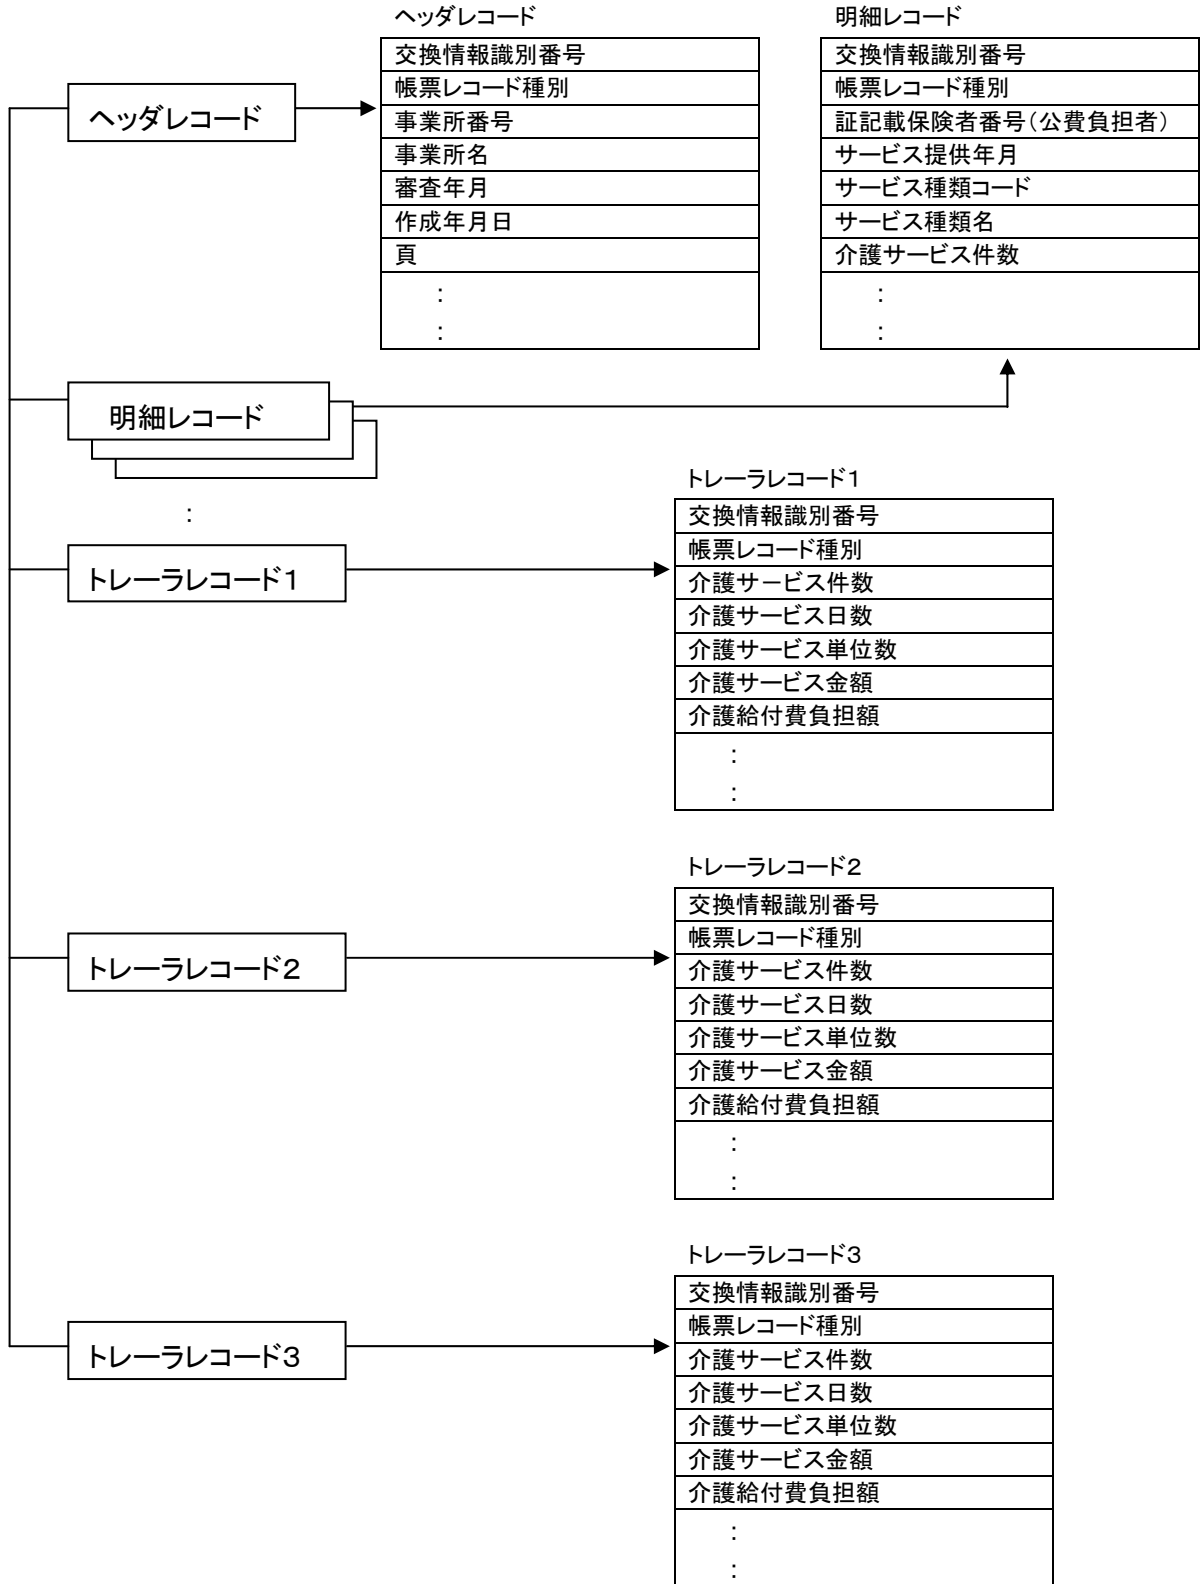 ヘッダレコード
交換情報識別番号
帳票レコード種別
事業所番号
事業所名
審査年月
作成年月日
頁
:
:
明細レコード
交換情報識別番号
帳票レコード種別
証記載保険者番号(公費負担者)
サービス提供年月
サービス種類コード
サービス種類名
介護サービス件数
:
:
ヘッダレコード
明細レコード
:
トレーラレコード1
トレーラレコード1
交換情報識別番号
帳票レコード種別
介護サービス件数
介護サービス日数
介護サービス単位数
介護サービス金額
介護給付費負担額
:
:
トレーラレコード2
トレーラレコード2
交換情報識別番号
帳票レコード種別
介護サービス件数
介護サービス日数
介護サービス単位数
介護サービス金額
介護給付費負担額
:
:
トレーラレコード3
トレーラレコード3
交換情報識別番号
帳票レコード種別
介護サービス件数
介護サービス日数
介護サービス単位数
介護サービス金額
介護給付費負担額
:
: